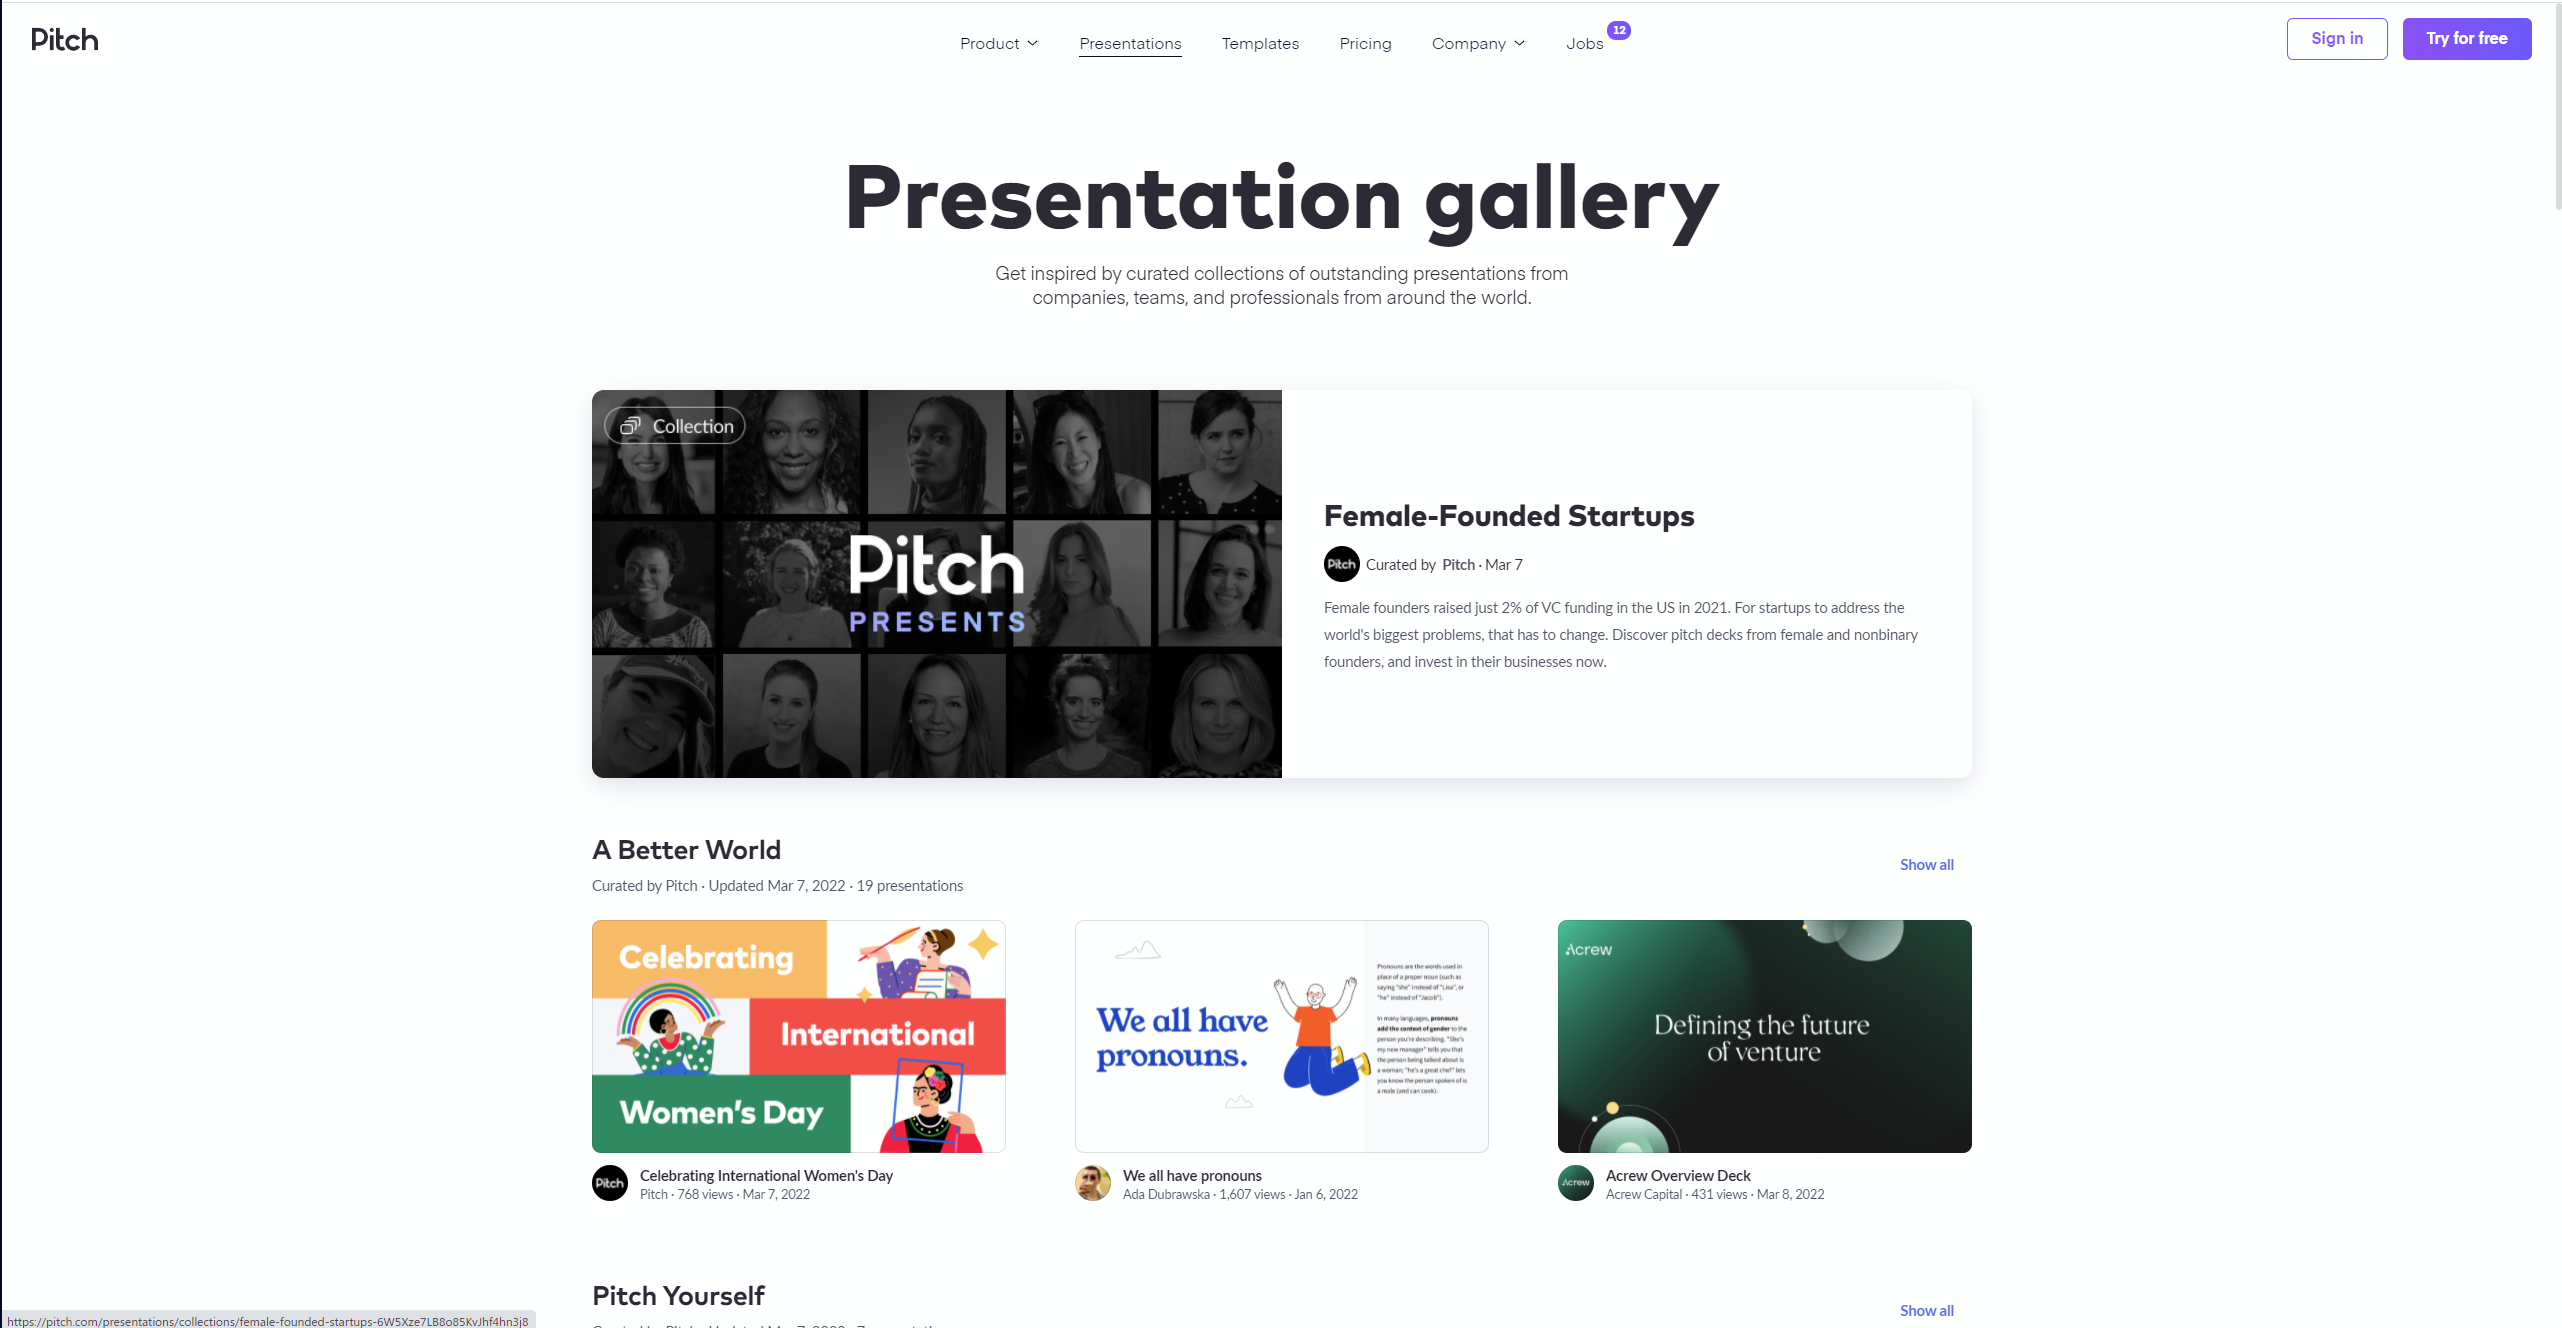 Pitch
Product
Presentations
Templates
Pricing
Company
Jobs
12
Sign in
Try for free
Presentation gallery
Get inspired by curated collections of outstanding presentations from
companies, teams, and professionals from around the world.
Collection
Pitch
PRESENTS
Female-Founded Startups
Pitch
Curated by Pitch · Mar 7
Female founders raised just 2% of VC funding in the US in 2021. For startups to address the
world's biggest problems, that has to change. Discover pitch decks from female and nonbinary
founders, and invest in their businesses now.
A Better World
Curated by Pitch · Updated Mar 7, 2022 · 19 presentations
Show all
Celebrating
International
Women's Day
Pitch
Celebrating International Women's Day
Pitch · 768 views · Mar 7, 2022
We all have
pronouns.
Pronouns are the words used in
place of a proper noun (such as
saying "she" instead of "Lisa", or
"he" instead of "Jacob").
In many languages, pronouns
add the context of gender to the
person you're describing. "She's
my new manager" tells you that
the person being talked about is
a woman; "he's a great chef" lets
you know the person spoken of is
a male (and can cook).
We all have pronouns
Ada Dubrawska · 1,607 views · Jan 6, 2022
Acrew
Defining the future
of venture
Acrew
Acrew Overview Deck
Acrew Capital · 431 views · Mar 8, 2022
Pitch Yourself
Show all
https://pitch.com/presentations/collections/female-founded-startups-6W5Xze7LB8o85KvJhf4hn3j8